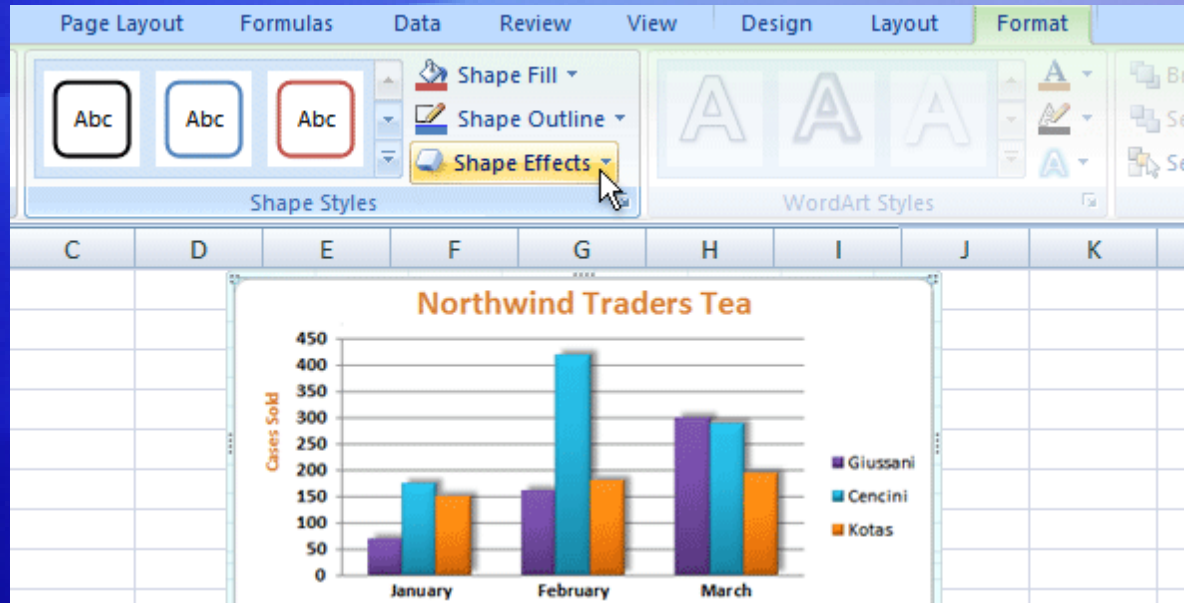 Page Layout Formulas Data Review View Design Layout Format
Abc Abc Abc
Shape Fill
Shape Outline
Shape Effects
A A A
A
A
Shape Styles
WordArt Styles
C D E F G H I J K
Northwind Traders Tea
Cases Sold
450
400
350
300
250
200
150
100
50
0
January February March
Giussani
Cencini
Kotas